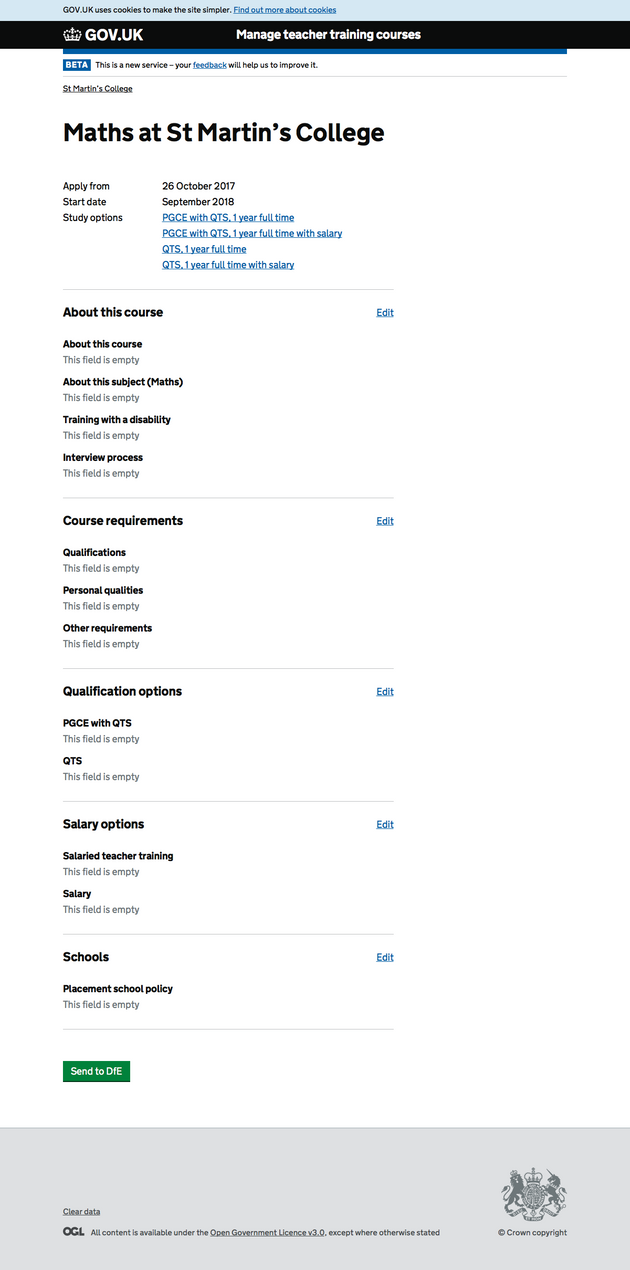 GOV.UK uses cookies to make the site simpler. Find out more about cookies
GOV.UK Manage teacher training courses
BETA This is a new service – your feedback will help us to improve it.
St Martin's College
Maths at St Martin's College
Apply from 26 October 2017
Start date September 2018
Study options PGCE with QTS, 1 year full time
PGCE with QTS, 1 year full time with salary
QTS, 1 year full time
QTS, 1 year full time with salary
About this course Edit
About this course
This field is empty
About this subject (Maths)
This field is empty
Training with a disability
This field is empty
Interview process
This field is empty
Course requirements Edit
Qualifications
This field is empty
Personal qualities
This field is empty
Other requirements
This field is empty
Qualification options Edit
PGCE with QTS
This field is empty
QTS
This field is empty
Salary options Edit
Salaried teacher training
This field is empty
Salary
This field is empty
Schools Edit
Placement school policy
This field is empty
Send to DfE
Clear data
OGL All content is available under the Open Government Licence v3.0, except where otherwise stated
© Crown copyright